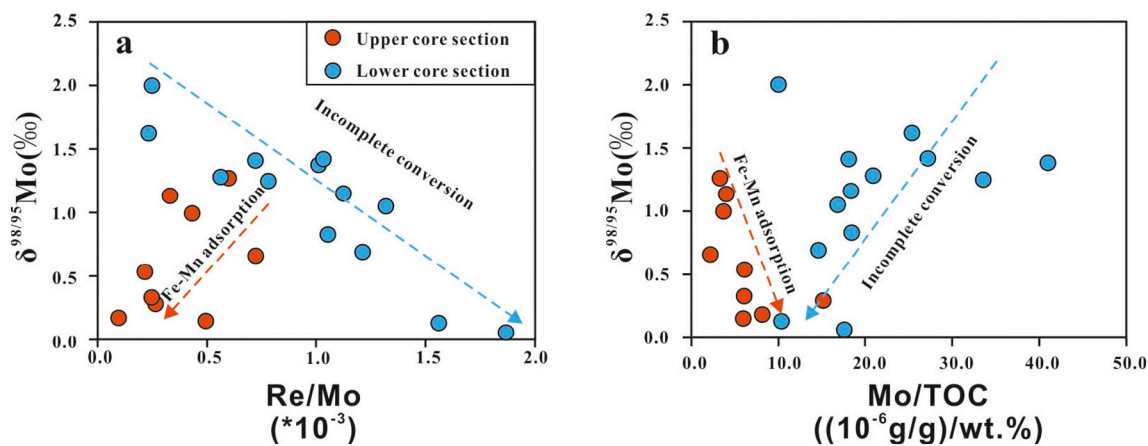 a
Upper core section
Lower core section
δ98/95Mo(‰)
2.5
2.0
1.5
1.0
0.5
0.0
Incomplete conversion
Fe-Mn adsorption
0.0 0.5 1.0 1.5 2.0
Re/Mo
(*10-3)
b
δ98/95Mo(‰)
2.5
2.0
1.5
1.0
0.5
0.0
Fe-Mn adsorption
Incomplete conversion
0.0 10.0 20.0 30.0 40.0 50.0
Mo/TOC
((10-6g/g)/wt.%)